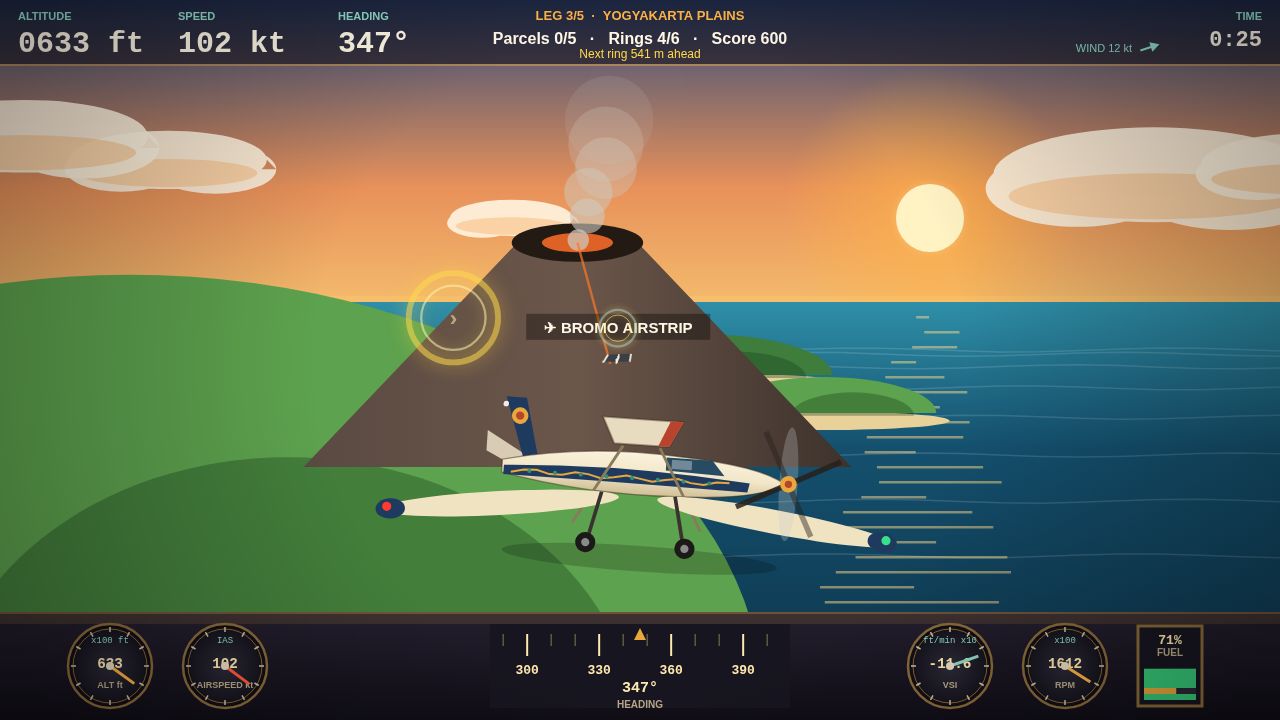 ALTITUDE
0633 ft
SPEED
102 kt
HEADING
347°
LEG 3/5 · YOGYAKARTA PLAINS
Parcels 0/5 · Rings 4/6 · Score 600
Next ring 541 m ahead
WIND 12 kt
TIME
0:25
›
✈ BROMO AIRSTRIP
x100 ft
633
ALT ft
IAS
102
AIRSPEED kt
300 330 360 390
347°
HEADING
ft/min x10
-11.6
VSI
x100
1612
RPM
71%
FUEL